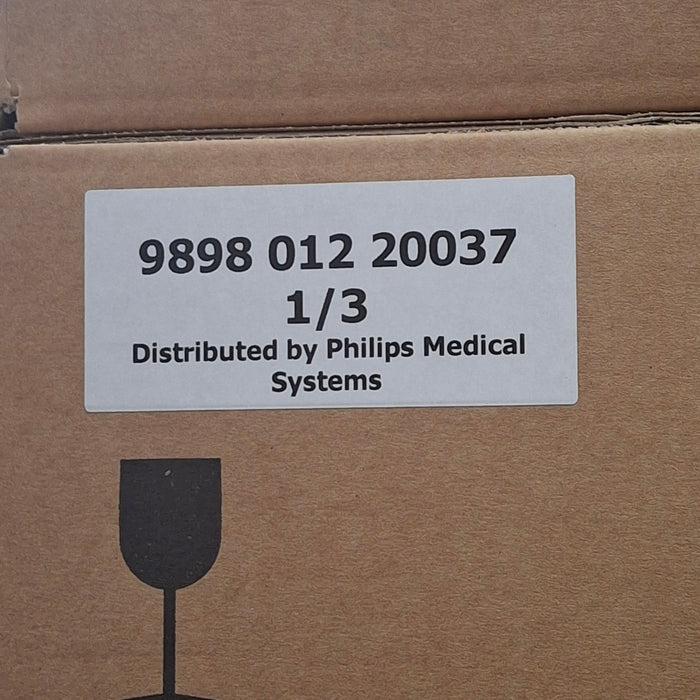 9898 012 20037
1/3
Distributed by Philips Medical
Systems